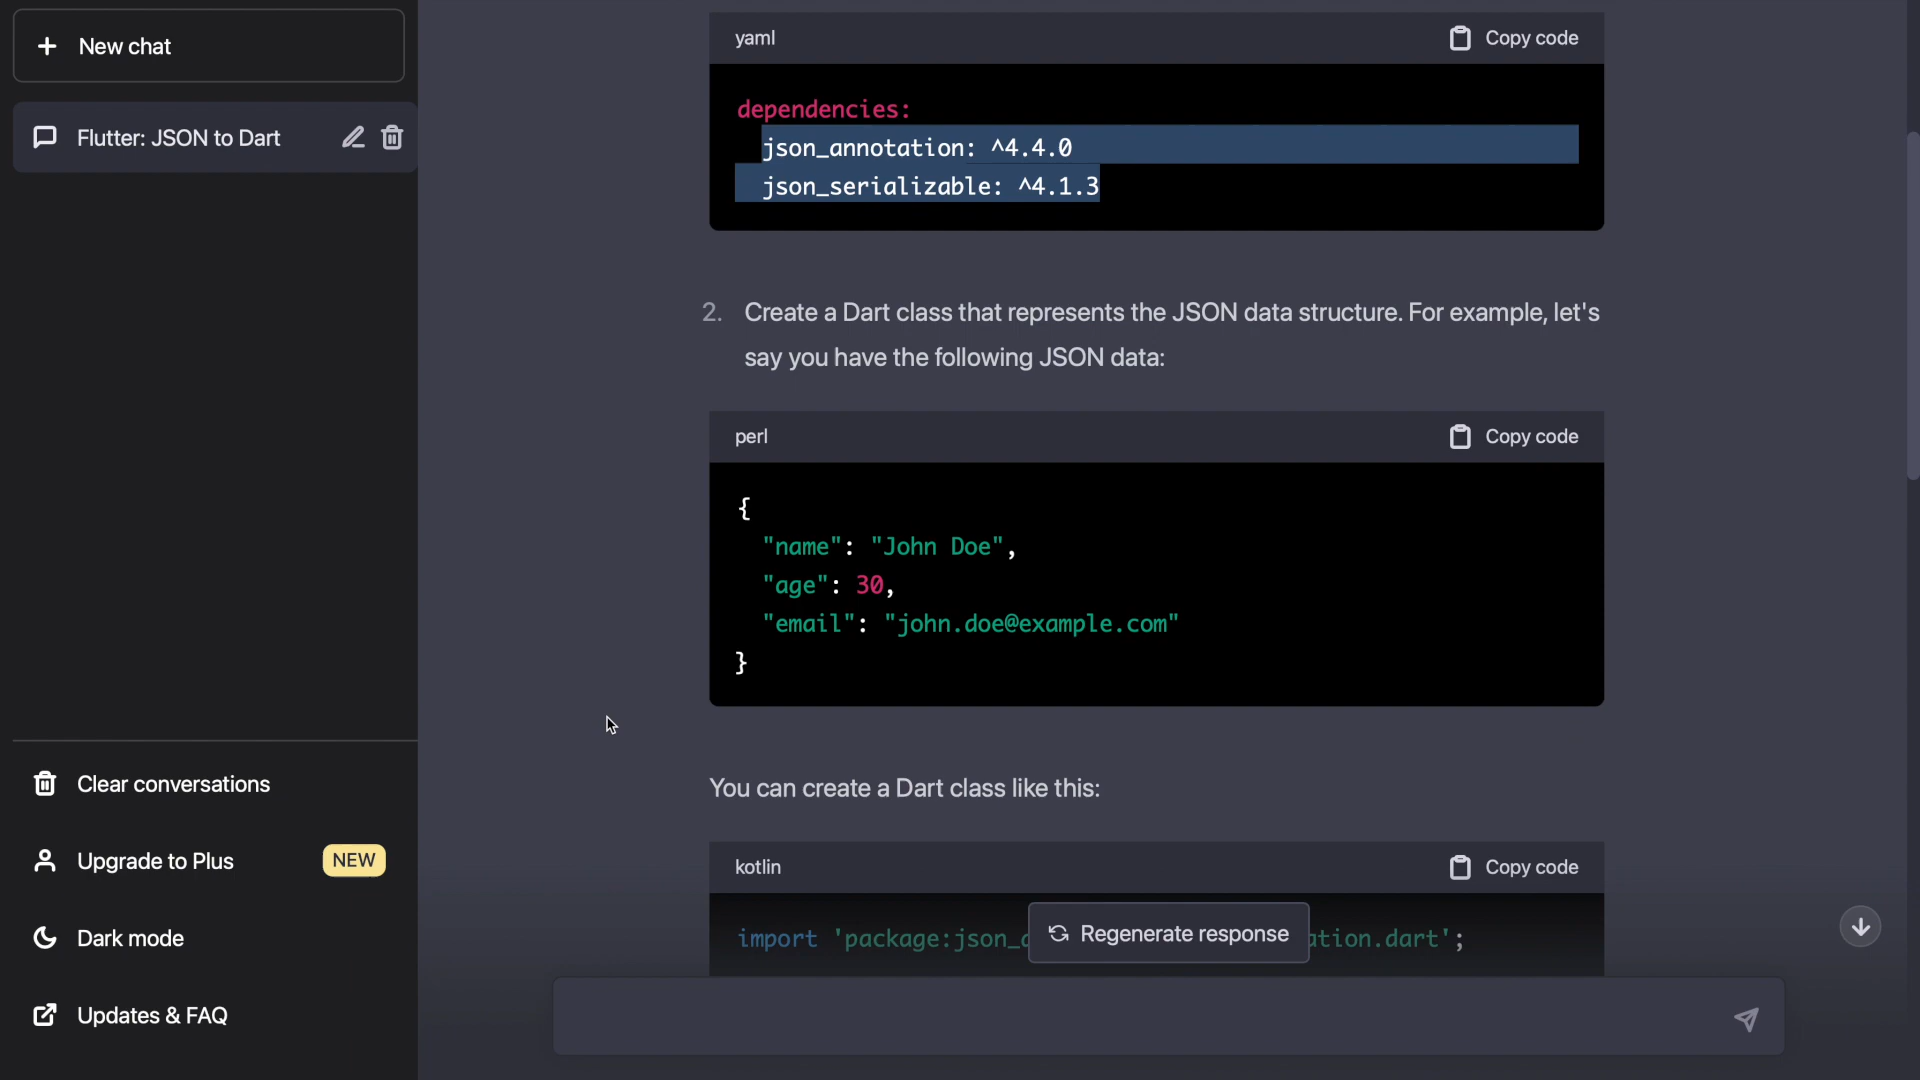 New chat
Flutter: JSON to Dart
Clear conversations
Upgrade to Plus NEW
Dark mode
Updates & FAQ
yaml Copy code
dependencies:
json_annotation: ^4.4.0
json_serializable: ^4.1.3
2. Create a Dart class that represents the JSON data structure. For example, let's
say you have the following JSON data:
perl Copy code
{
"name": "John Doe",
"age": 30,
"email": "john.doe@example.com"
}
You can create a Dart class like this:
kotlin Copy code
import 'package:json_ ation.dart';
Regenerate response